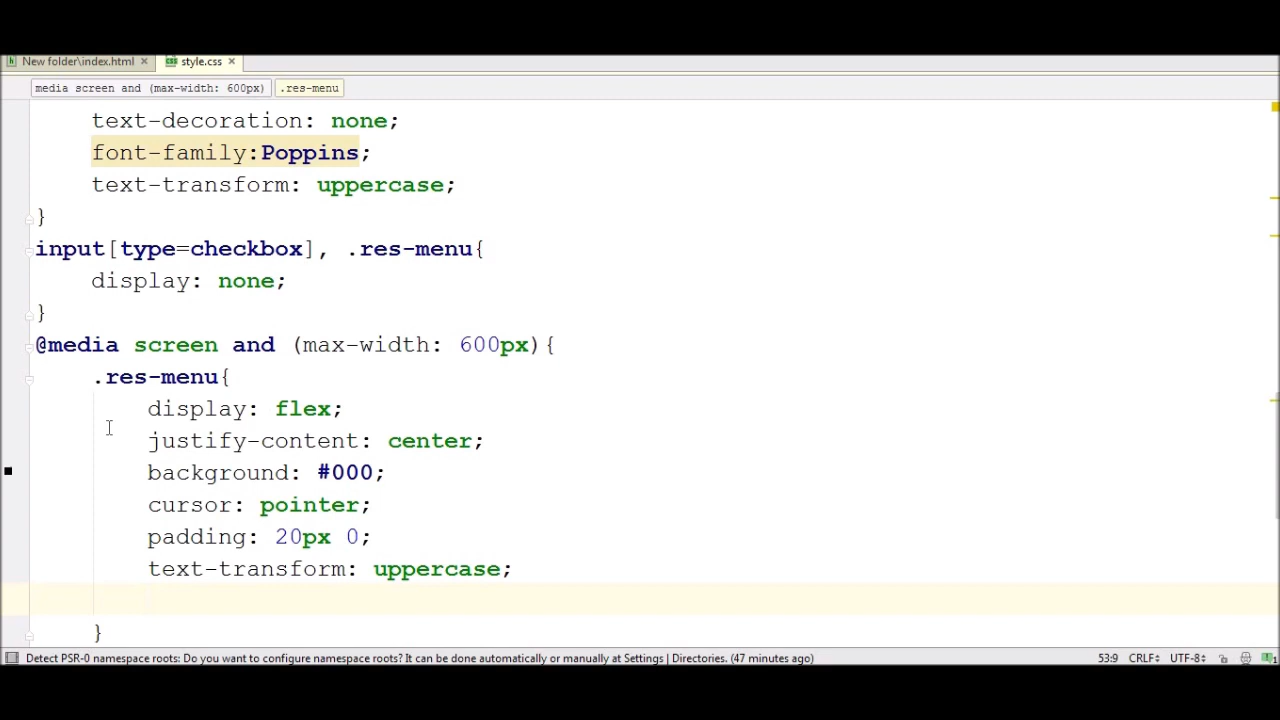 New folder\index.html
style.css
media screen and (max-width: 600px)
.res-menu
text-decoration: none;
font-family:Poppins;
text-transform: uppercase;
}
input[type=checkbox], .res-menu{
display: none;
}
@media screen and (max-width: 600px){
.res-menu{
display: flex;
justify-content: center;
background: #000;
cursor: pointer;
padding: 20px 0;
text-transform: uppercase;
}
Detect PSR-0 namespace roots: Do you want to configure namespace roots? It can be done automatically or manually at Settings | Directories. (47 minutes ago)
53:9 CRLF UTF-8